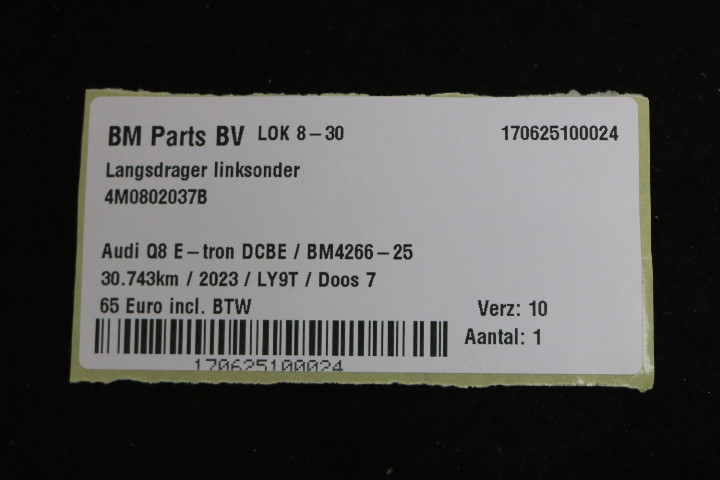 BM Parts BV LOK 8-30 170625100024
Langsdrager linksonder
4M0802037B
Audi Q8 E-tron DCBE / BM4266-25
30.743km / 2023 / LY9T / Doos 7
65 Euro incl. BTW Verz: 10
Aantal: 1
170625100024